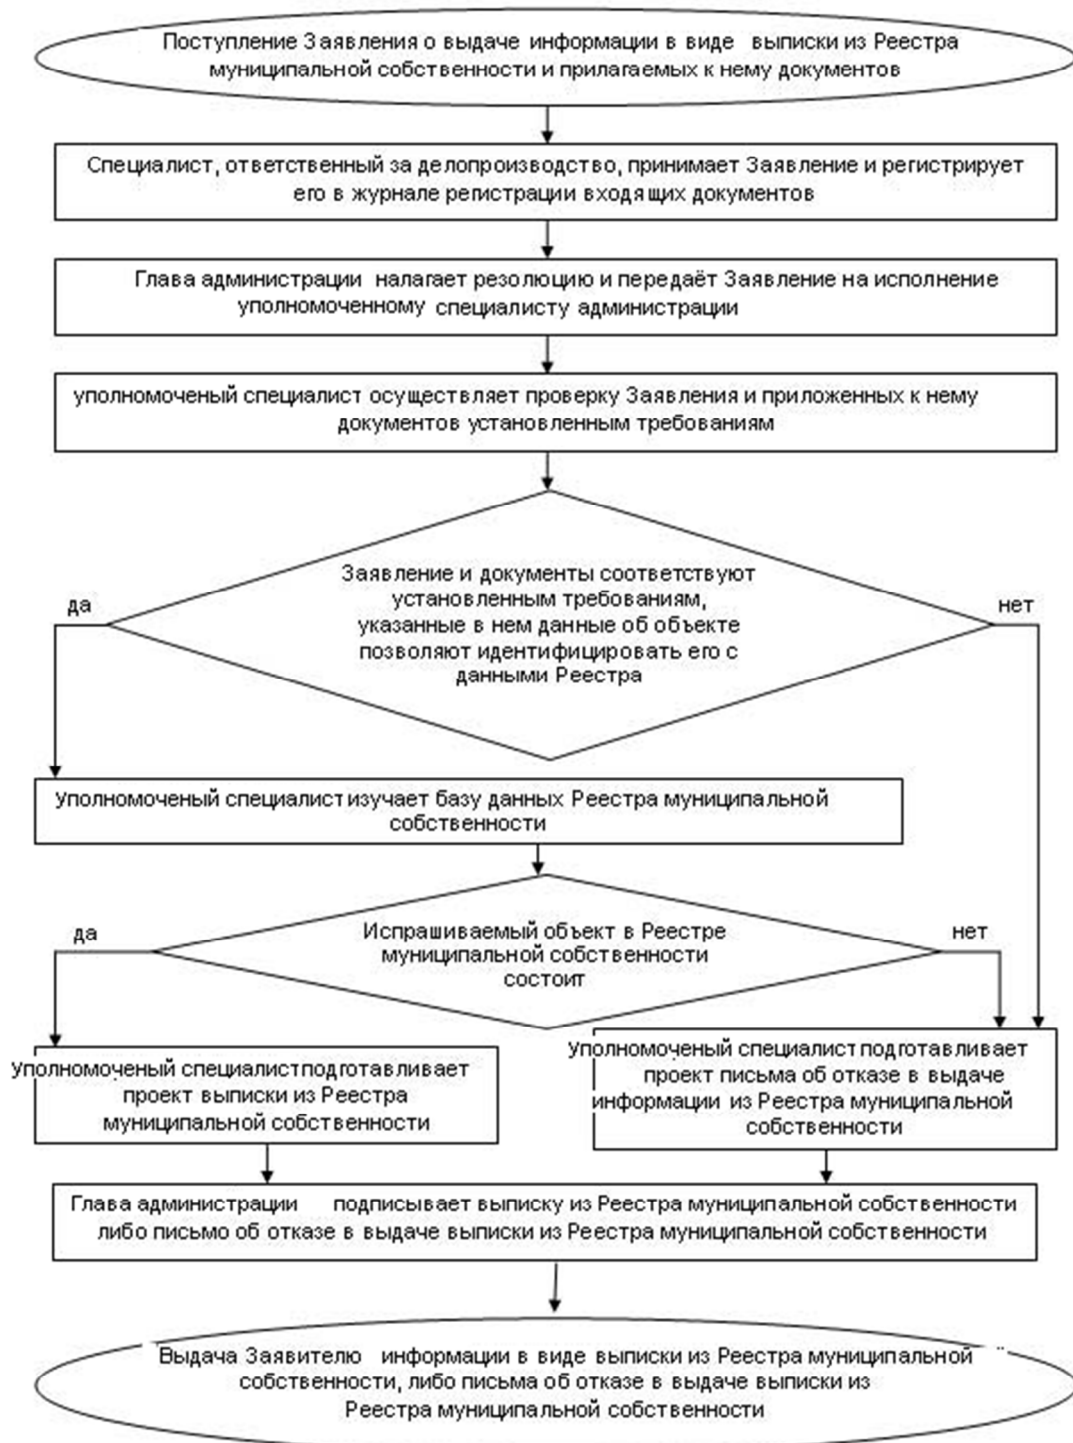 Поступление Заявления о выдаче информации в виде выписки из Реестра
муниципальной собственности и прилагаемых к нему документов
Специалист, ответственный за делопроизводство, принимает Заявление и регистрирует
его в журнале регистрации входящих документов
Глава администрации налагает резолюцию и передаёт Заявление на исполнение
уполномоченному специалисту администрации
уполномоченый специалист осуществляет проверку Заявления и приложенных к нему
документов установленным требованиям
Заявление и документы соответствуют
установленным требованиям,
указанные в нем данные об объекте
позволяют идентифицировать его с
данными Реестра
да
нет
Уполномоченый специалист изучает базу данных Реестра муниципальной
собственности
Испрашиваемый объект в Реестре
муниципальной собственности
состоит
да
нет
Уполномоченый специалист подготавливает
проект выписки из Реестра
муниципальной собственности
Уполномоченый специалист подготавливает
проект письма об отказе в выдаче
информации из Реестра муниципальной
собственности
Глава администрации подписывает выписку из Реестра муниципальной собственности
либо письмо об отказе в выдаче выписки из Реестра муниципальной собственности
Выдача Заявителю информации в виде выписки из Реестра муниципальной
собственности, либо письма об отказе в выдаче выписки из
Реестра муниципальной собственности